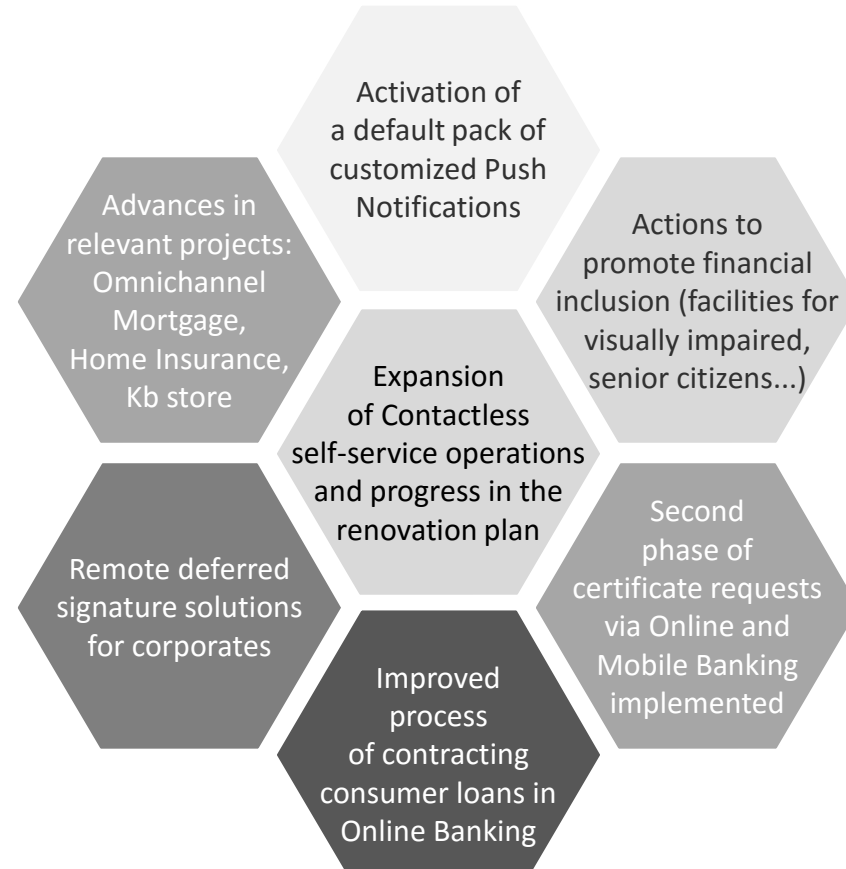 Activation of
a default pack of
customized Push
Notifications
Advances in
relevant projects:
Omnichannel
Mortgage,
Home Insurance,
Kb store
Actions to
promote financial
inclusion (facilities for
visually impaired,
senior citizens...)
Expansion
of Contactless
self-service operations
and progress in the
renovation plan
Remote deferred
signature solutions
for corporates
Second
phase of
certificate requests
via Online and
Mobile Banking
implemented
Improved
process
of contracting
consumer loans in
Online Banking